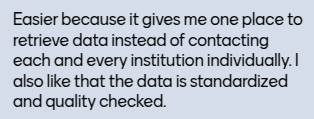 Easier because it gives me one place to
retrieve data instead of contacting
each and every institution individually. I
also like that the data is standardized
and quality checked.